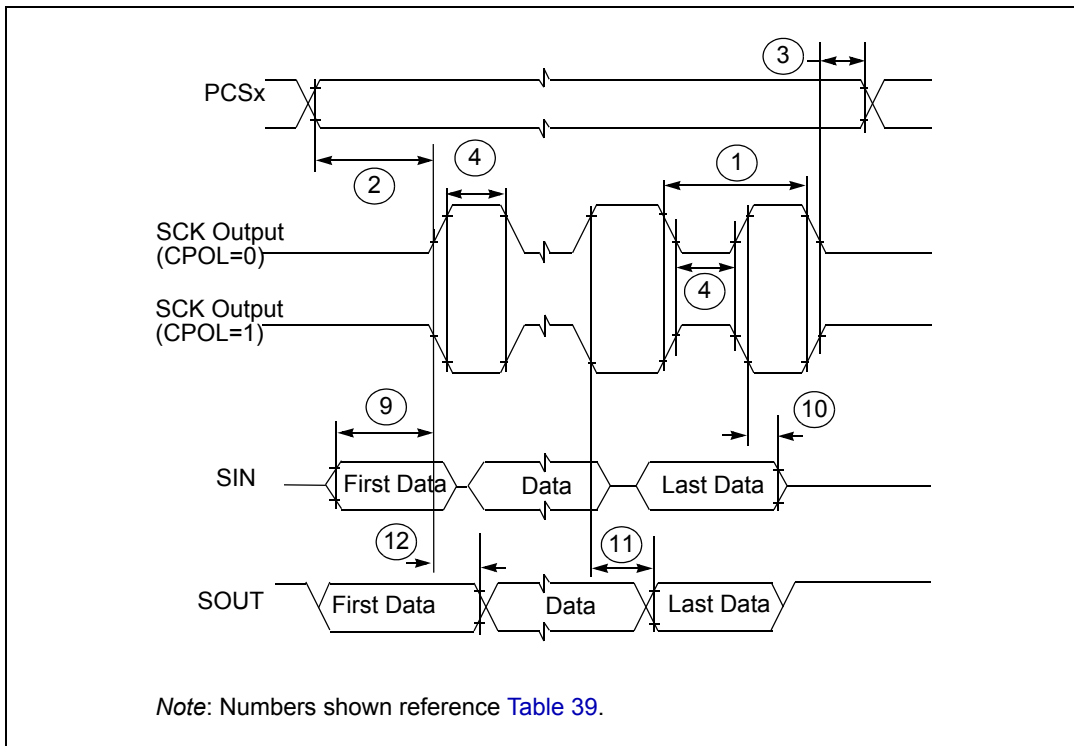 3
PCSx
2
4
1
SCK Output
(CPOL=0)
4
SCK Output
(CPOL=1)
9
10
SIN
First Data
Data
Last Data
12
11
SOUT
First Data
Data
Last Data
Note: Numbers shown reference Table 39.